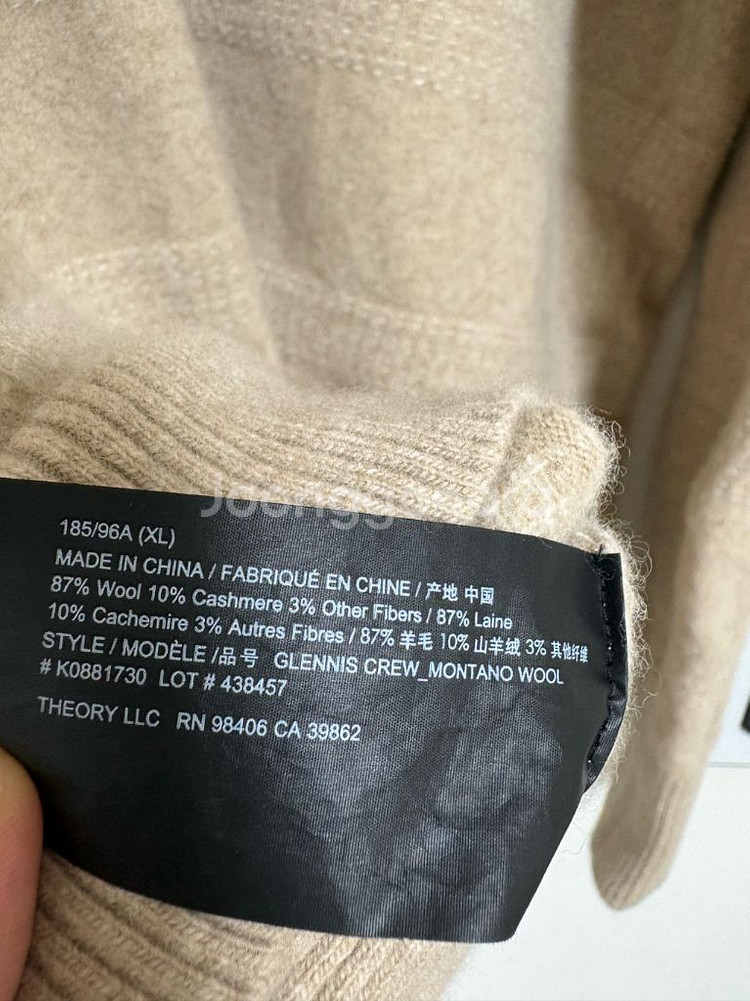 185/96A (XL)
MADE IN CHINA / FABRIQUÉ EN CHINE / 产地 中国
87% Wool 10% Cashmere 3% Other Fibers / 87% Laine
10% Cachemire 3% Autres Fibres / 87% 羊毛 10% 山羊绒 3% 其他纤维
STYLE / MODÈLE /品号 GLENNIS CREW_MONTANO WOOL
# K0881730 LOT # 438457
THEORY LLC RN 98406 CA 39862